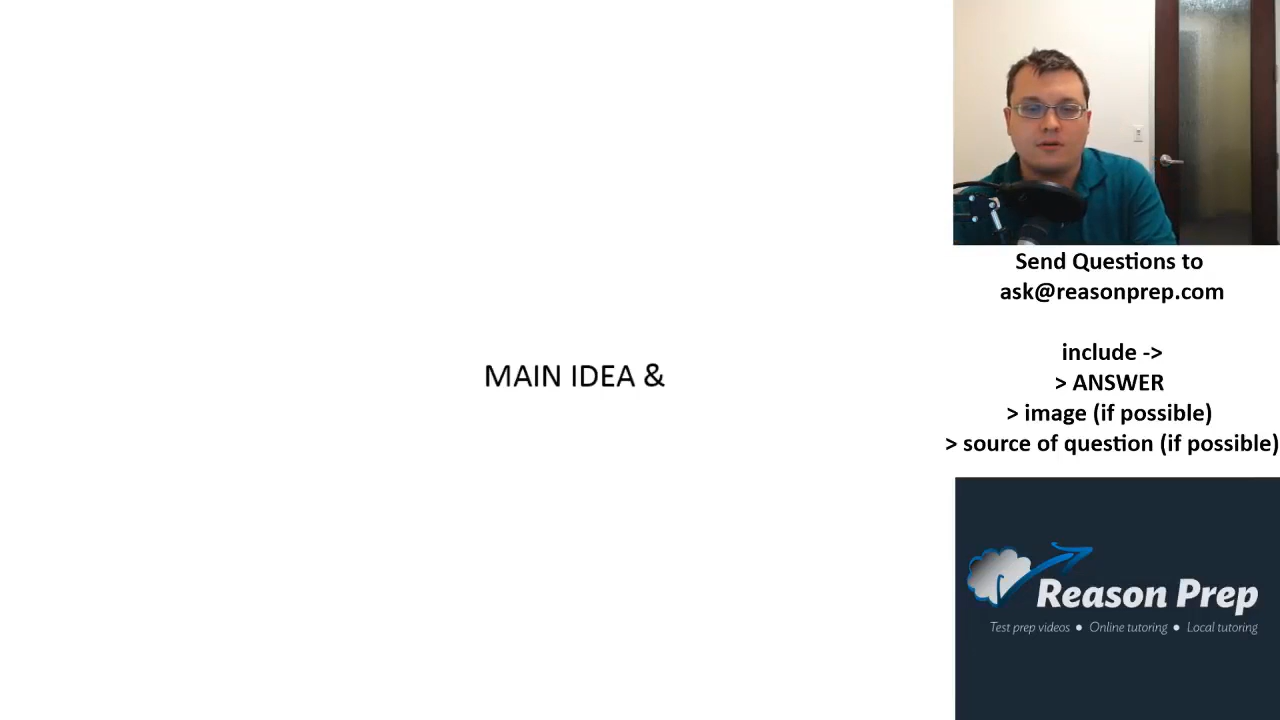 MAIN IDEA &
Send Questions to
ask@reasonprep.com
include ->
> ANSWER
> image (if possible)
> source of question (if possible)
Reason Prep
Test prep videos ● Online tutoring ● Local tutoring